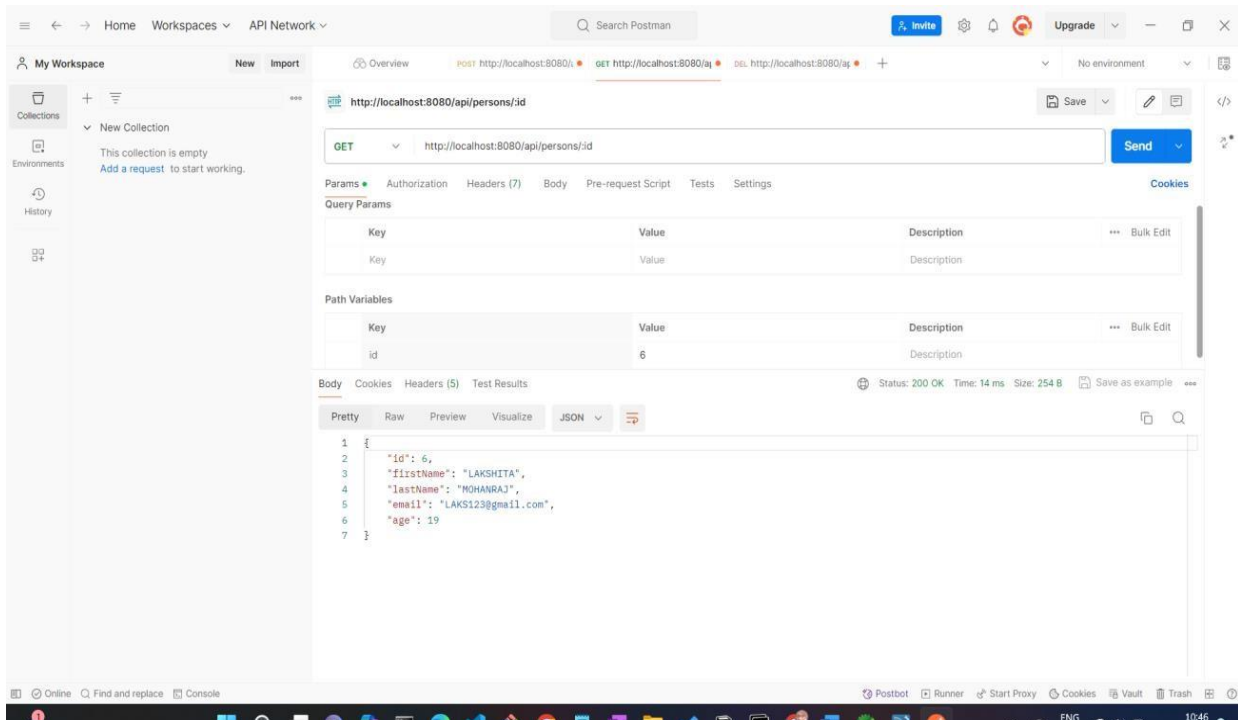 Home Workspaces API Network Search Postman Invite Upgrade
My Workspace New Import Overview POST http://localhost:8080/ GET http://localhost:8080/ap DEL http://localhost:8080/ap No environment
Collections
Environments
History
New Collection
This collection is empty
Add a request to start working.
HTTP http://localhost:8080/api/persons/:id Save
GET http://localhost:8080/api/persons/:id Send
Params Authorization Headers (7) Body Pre-request Script Tests Settings Cookies
Query Params
Key Value Description Bulk Edit
Key Value Description
Path Variables
Key Value Description Bulk Edit
id 6 Description
Body Cookies Headers (5) Test Results Status: 200 OK Time: 14 ms Size: 254 B Save as example
Pretty Raw Preview Visualize JSON
1 {
2 "id": 6,
3 "firstName": "LAKSHITA",
4 "lastName": "MOHANRAJ",
5 "email": "LAKS123@gmail.com",
6 "age": 19
7 }
Online Find and replace Console Postbot Runner Start Proxy Cookies Vault Trash
1 ENG 10:46